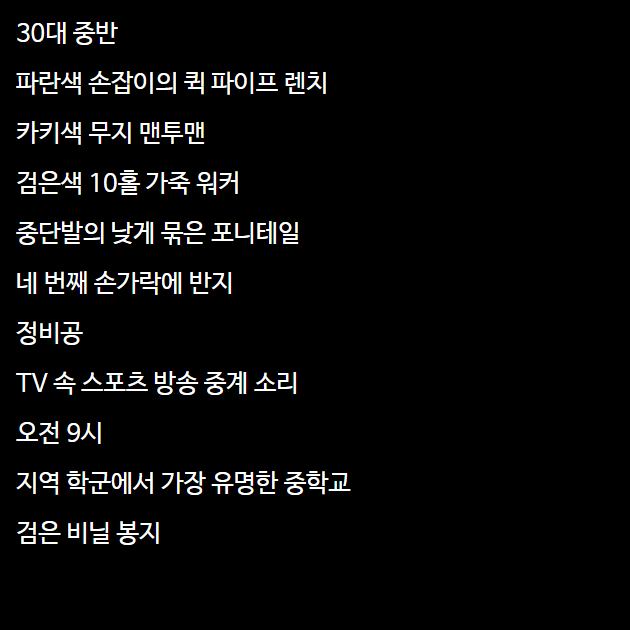 30대 중반
파란색 손잡이의 퀵 파이프 렌치
카키색 무지 맨투맨
검은색 10홀 가죽 워커
중단발의 낮게 묶은 포니테일
네 번째 손가락에 반지
정비공
TV 속 스포츠 방송 중계 소리
오전 9시
지역 학군에서 가장 유명한 중학교
검은 비닐 봉지